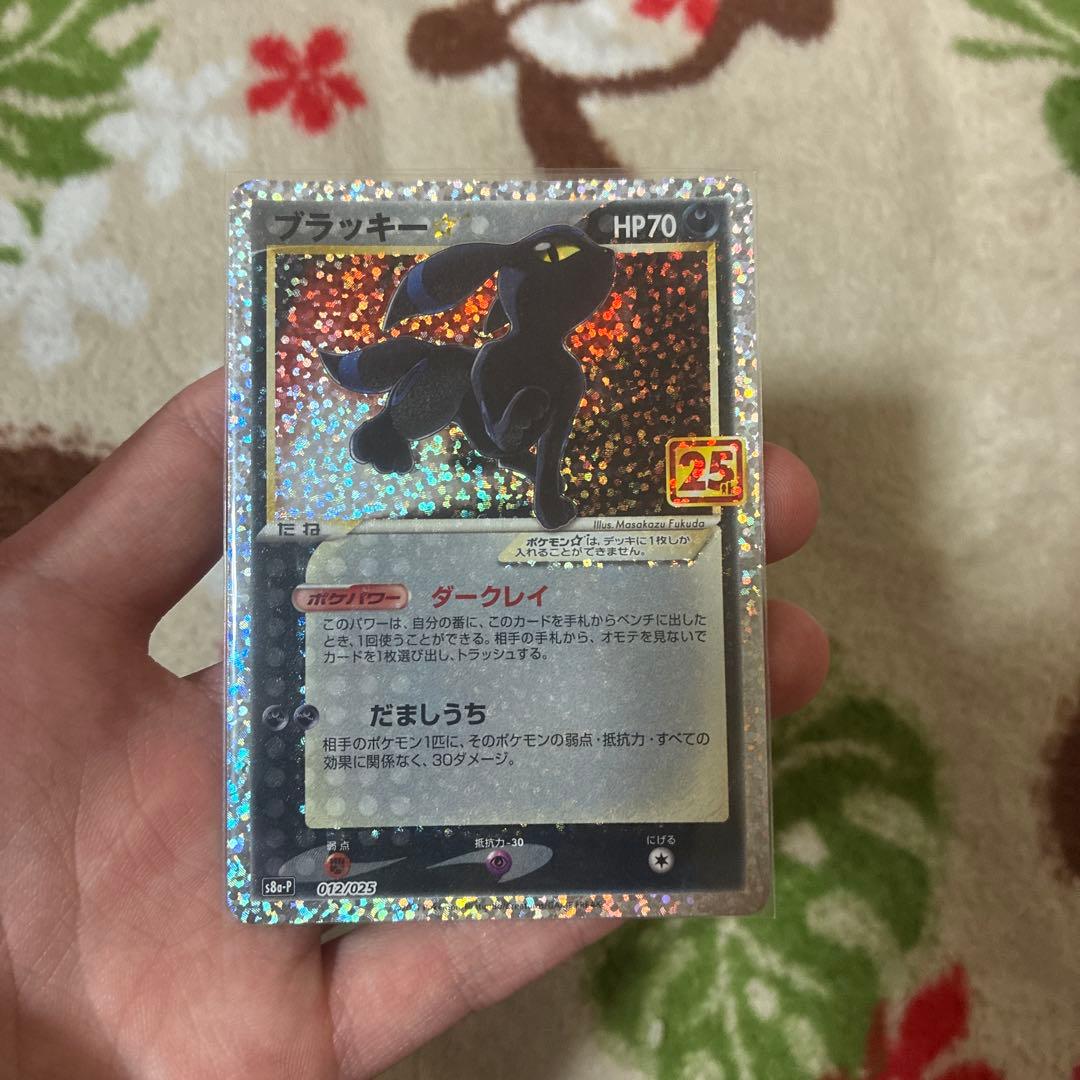 ブラッキー☆
HP70
25
たね
Illus. Masakazu Fukuda
ポケモン☆は、デッキに1枚しか
入れることができません。
ポケパワー ダークレイ
このパワーは、自分の番に、このカードを手札からベンチに出した
とき、1回使うことができる。相手の手札から、オモテを見ないで
カードを1枚選び出し、トラッシュする。
だましうち
相手のポケモン1匹に、そのポケモンの弱点・抵抗力・すべての
効果に関係なく、30ダメージ。
弱点
抵抗力 -30
にげる
s8a-P 012/025